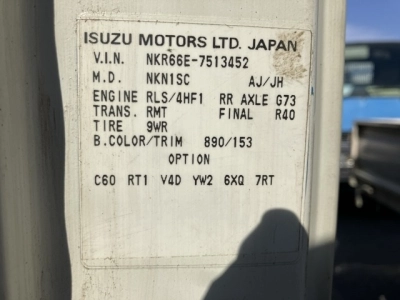 ISUZU MOTORS LTD. JAPAN
V.I.N. NKR66E-7513452
M.D. NKN1SC AJ/JH
ENGINE RLS/4HF1 RR AXLE G73
TRANS. RMT FINAL R40
TIRE 9WR
B.COLOR/TRIM 890/153
OPTION
C60 RT1 V4D YW2 6XQ 7RT